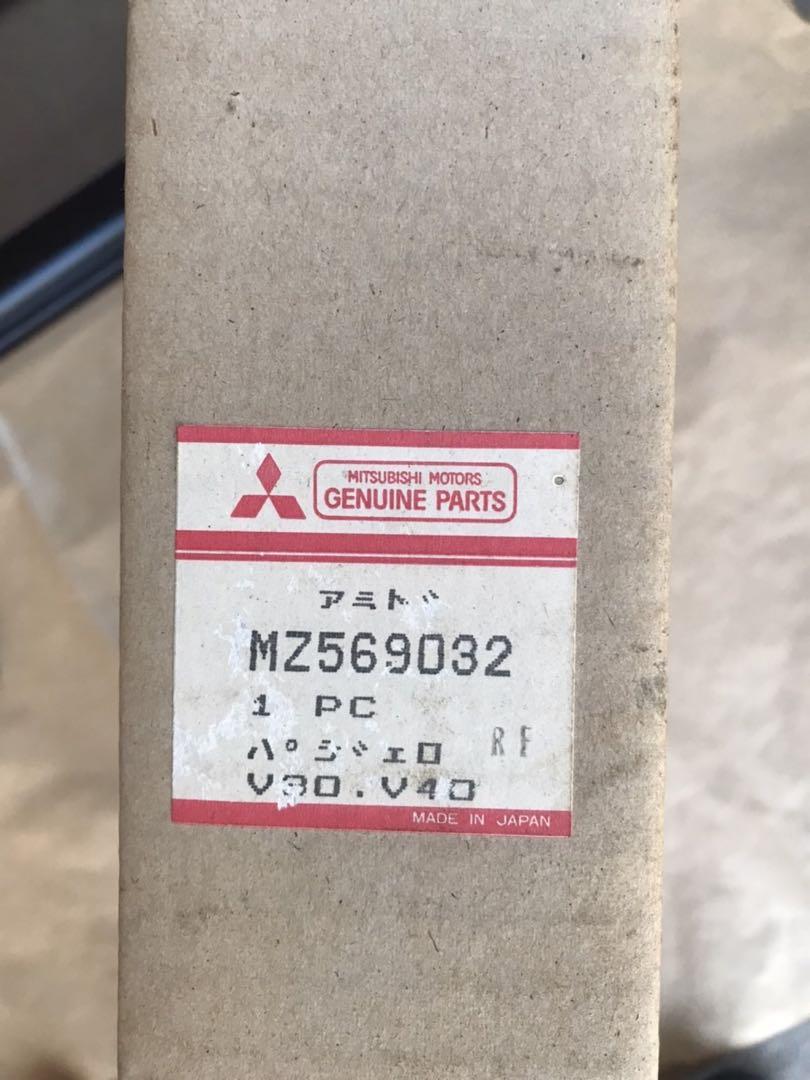 MITSUBISHI MOTORS
GENUINE PARTS
アミド
MZ569032
1 PC
パジェロ RF
V30.V40
MADE IN JAPAN